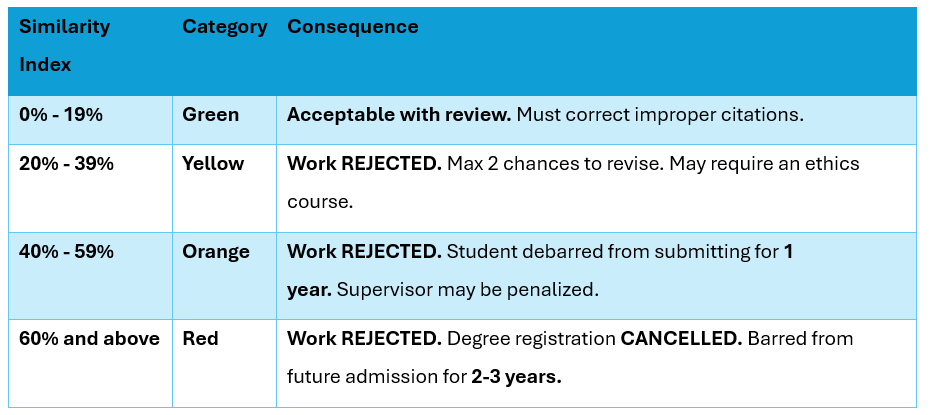 Similarity Index
Category
Consequence
0% - 19%
Green
Acceptable with review. Must correct improper citations.
20% - 39%
Yellow
Work REJECTED. Max 2 chances to revise. May require an ethics
course.
40% - 59%
Orange
Work REJECTED. Student debarred from submitting for 1
year. Supervisor may be penalized.
60% and above
Red
Work REJECTED. Degree registration CANCELLED. Barred from
future admission for 2-3 years.